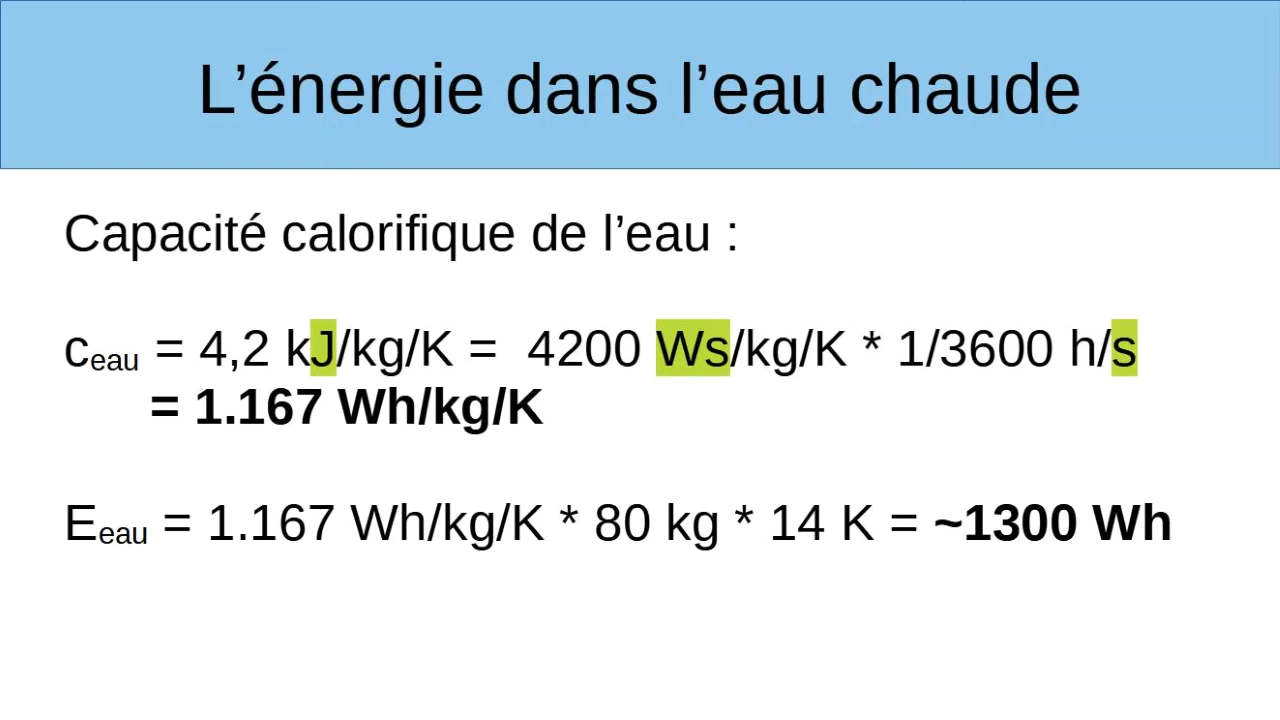 L’énergie dans l’eau chaude
Capacité calorifique de l’eau :
ceau = 4,2 kJ/kg/K = 4200 Ws/kg/K * 1/3600 h/s
= 1.167 Wh/kg/K
Eeau = 1.167 Wh/kg/K * 80 kg * 14 K = ~1300 Wh